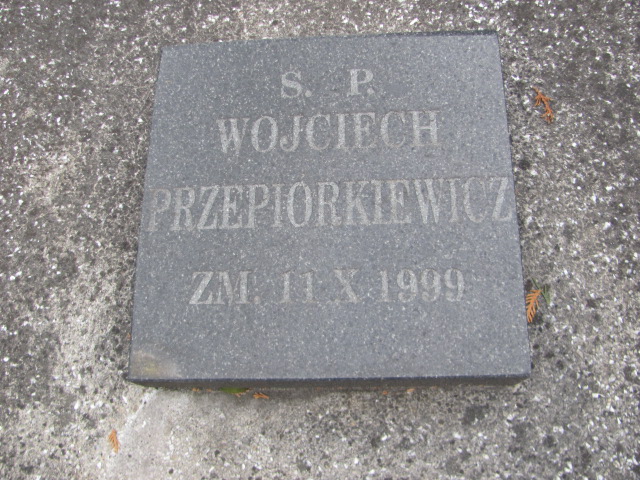 S. P.
WOJCIECH
PRZEPIORKIEWICZ
ZM. 11 X 1999